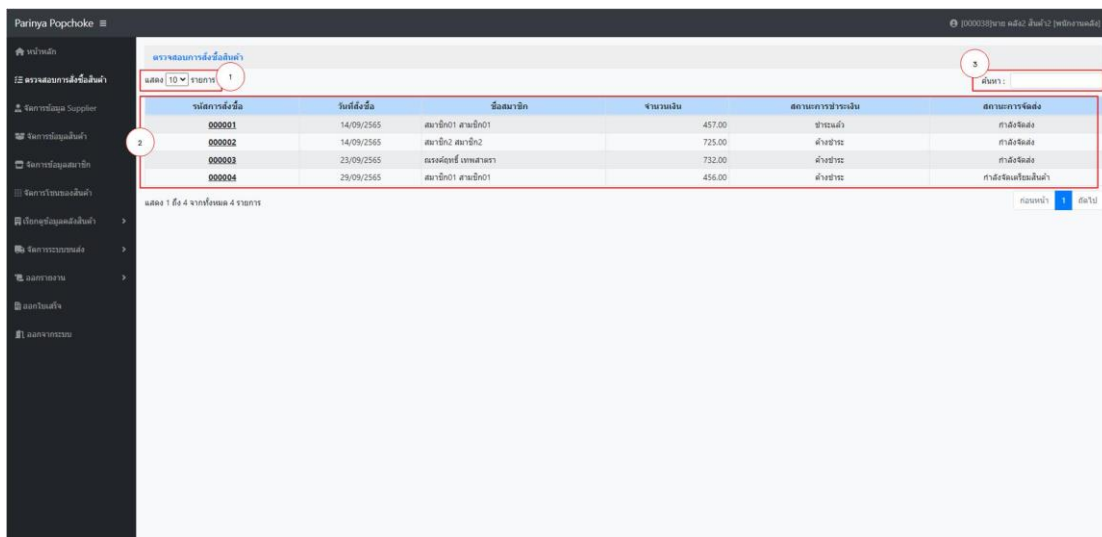 Parinya Popchoke
[000038]นาย คลัง2 สินค้า2 [พนักงานคลัง]
หน้าหลัก
ตรวจสอบการสั่งซื้อสินค้า
จัดการข้อมูล Supplier
จัดการข้อมูลสินค้า
จัดการข้อมูลสมาชิก
จัดการโซนของสินค้า
เรียกดูข้อมูลคลังสินค้า
จัดการระบบขนส่ง
ออกรายงาน
ออกใบเสร็จ
ออกจากระบบ
ตรวจสอบการสั่งซื้อสินค้า
แสดง 10 รายการ
1
3
ค้นหา :
2
รหัสการสั่งซื้อ วันที่สั่งซื้อ ชื่อสมาชิก จำนวนเงิน สถานะการชำระเงิน สถานะการจัดส่ง
000001 14/09/2565 สมาชิก01 สามชิก01 457.00 ชำระแล้ว กำลังจัดส่ง
000002 14/09/2565 สมาชิก2 สมาชิก2 725.00 ค้างชำระ กำลังจัดส่ง
000003 23/09/2565 ณรงค์ฤทธิ์ เทพสาตรา 732.00 ค้างชำระ กำลังจัดส่ง
000004 29/09/2565 สมาชิก01 สามชิก01 456.00 ค้างชำระ กำลังจัดเตรียมสินค้า
แสดง 1 ถึง 4 จากทั้งหมด 4 รายการ
ก่อนหน้า 1 ถัดไป